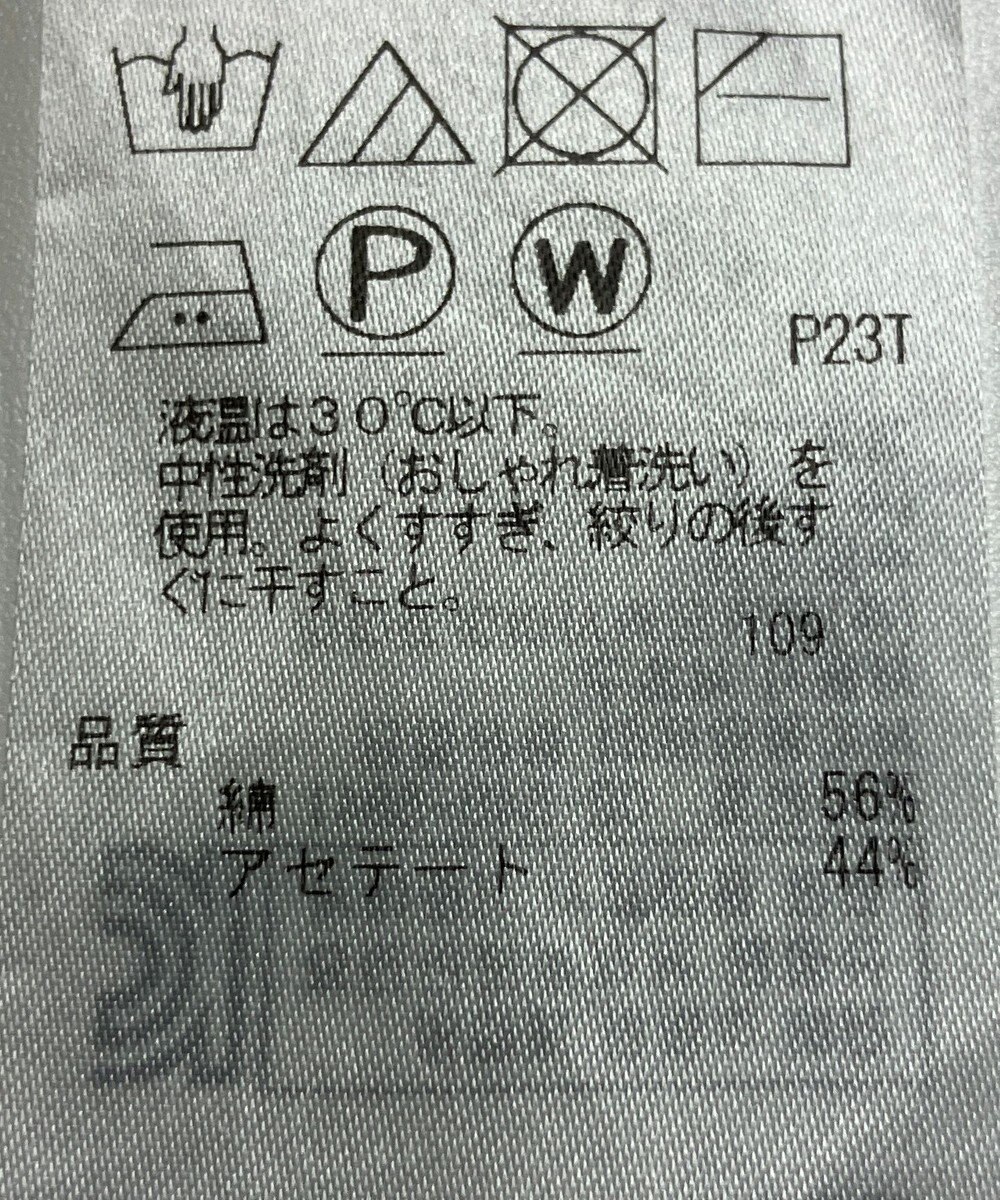 P
W
P23T
液温は30℃以下。
中性洗剤（おしゃれ着洗い）を
使用。よくすすぎ、絞りの後す
ぐに干すこと。
109
品質
綿 56%
アセテート 44%